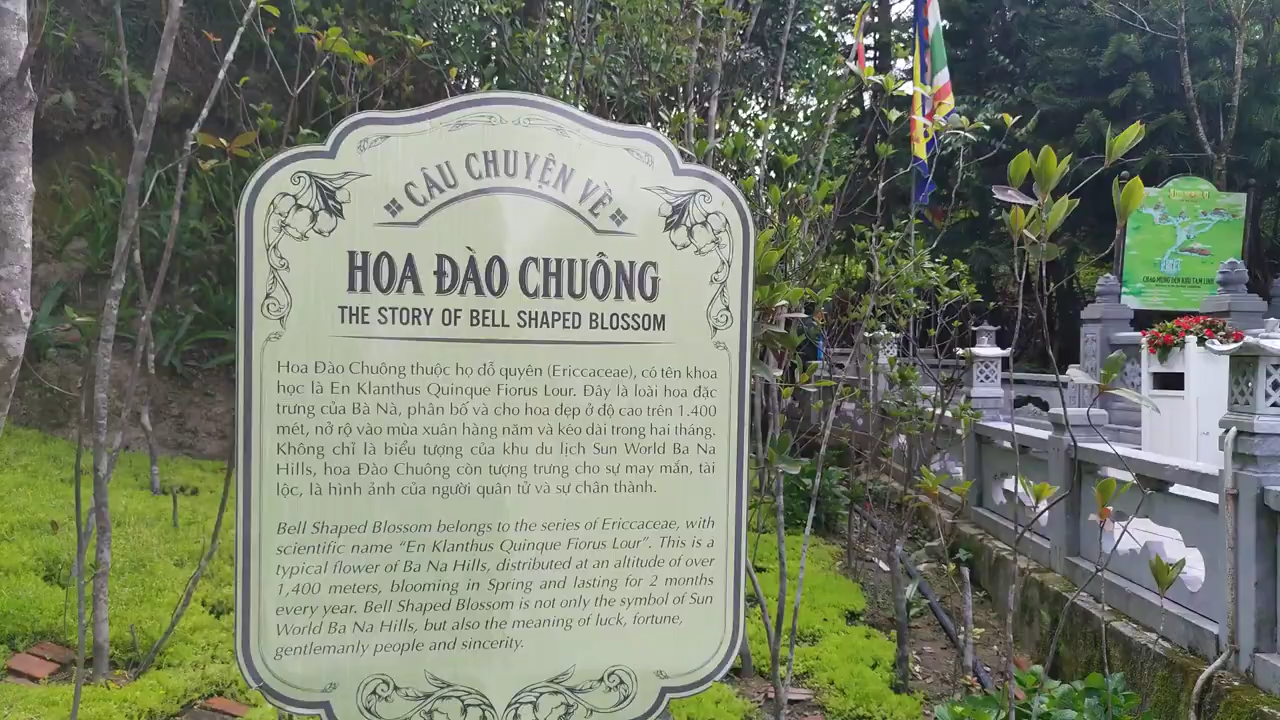 CÂU CHUYỆN VỀ
HOA ĐÀO CHUÔNG
THE STORY OF BELL SHAPED BLOSSOM
Hoa Đào Chuông thuộc họ đỗ quyên (Ericcaceae), có tên khoa
học là En Klanthus Quinque Fiorus Lour. Đây là loài hoa đặc
trưng của Bà Nà, phân bố và cho hoa đẹp ở độ cao trên 1.400
mét, nở rộ vào mùa xuân hàng năm và kéo dài trong hai tháng.
Không chỉ là biểu tượng của khu du lịch Sun World Ba Na
Hills, hoa Đào Chuông còn tượng trưng cho sự may mắn, tài
lộc, là hình ảnh của người quân tử và sự chân thành.
Bell Shaped Blossom belongs to the series of Ericcaceae, with
scientific name “En Klanthus Quinque Fiorus Lour”. This is a
typical flower of Ba Na Hills, distributed at an altitude of over
1,400 meters, blooming in Spring and lasting for 2 months
every year. Bell Shaped Blossom is not only the symbol of Sun
World Ba Na Hills, but also the meaning of luck, fortune,
gentlemanly people and sincerity.
CHÀO MỪNG ĐẾN KHU TÂM LINH